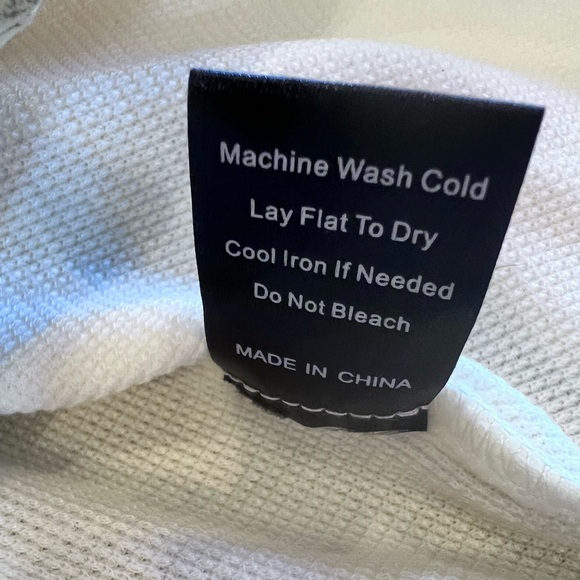 Machine Wash Cold
Lay Flat To Dry
Cool Iron If Needed
Do Not Bleach
MADE IN CHINA